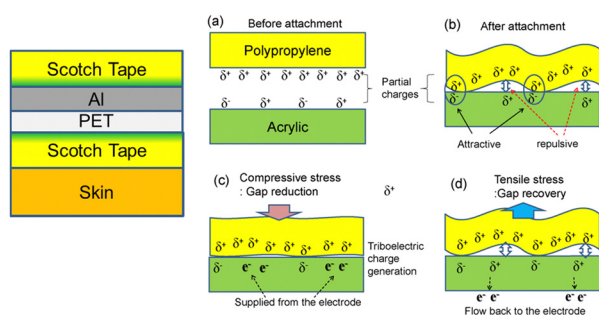 Scotch Tape
Al
PET
Scotch Tape
Skin
(a) Before attachment
Polypropylene
δ+ δ+ δ+ δ+ δ+ δ+ δ+ δ+
δ- δ+ δ- δ+
Acrylic
Partial
charges
(b) After attachment
δ+ δ+ δ+ δ+ δ+ δ+
δ+ δ+
δ- δ+ δ- δ+
Attractive
repulsive
(c) Compressive stress
: Gap reduction
δ+
δ+ δ+ δ+ δ+ δ+ δ+ δ+ δ+
δ- e- e- δ- e- e-
Triboelectric
charge
generation
Supplied from the electrode
(d) Tensile stress
:Gap recovery
δ+ δ+ δ+ δ+ δ+ δ+ δ+ δ+
δ- δ+ δ- δ+
e- e- e- e-
Flow back to the electrode